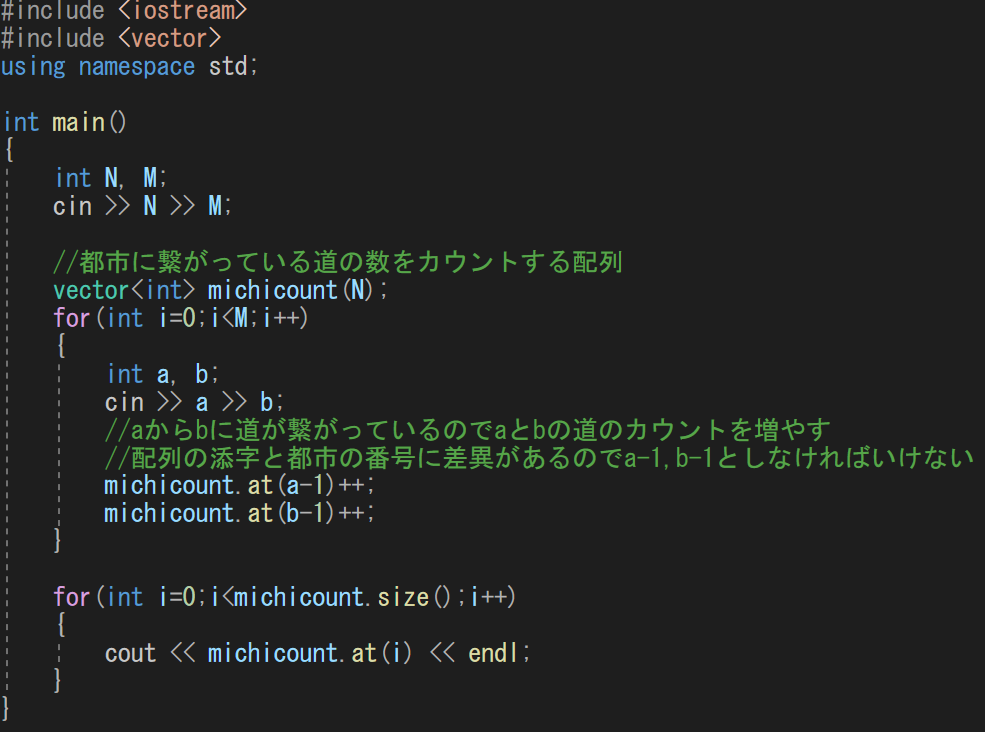 #include <iostream>
#include <vector>
using namespace std;
int main()
{
int N, M;
cin >> N >> M;
//都市に繋がっている道の数をカウントする配列
vector<int> michicount(N);
for(int i=0;i<M;i++)
{
int a, b;
cin >> a >> b;
//aからbに道が繋がっているのでaとbの道のカウントを増やす
//配列の添字と都市の番号に差異があるのでa-1,b-1としなければいけない
michicount.at(a-1)++;
michicount.at(b-1)++;
}
for(int i=0;i<michicount.size();i++)
{
cout << michicount.at(i) << endl;
}
}